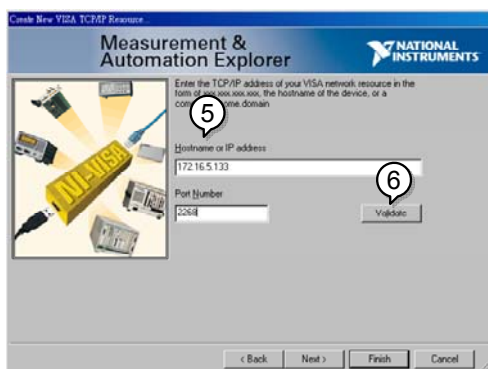 Create New VISA TCP/IP Resource...
Measurement &
Automation Explorer
NATIONAL
INSTRUMENTS
Enter the TCP/IP address of your VISA network resource in the
form of xxx.xxx.xxx.xxx, the hostname of the device, or a
5
Hostname or IP address
172.16.5.133
6
Port Number
2268
Validate
NI-VISA
< Back
Next >
Finish
Cancel